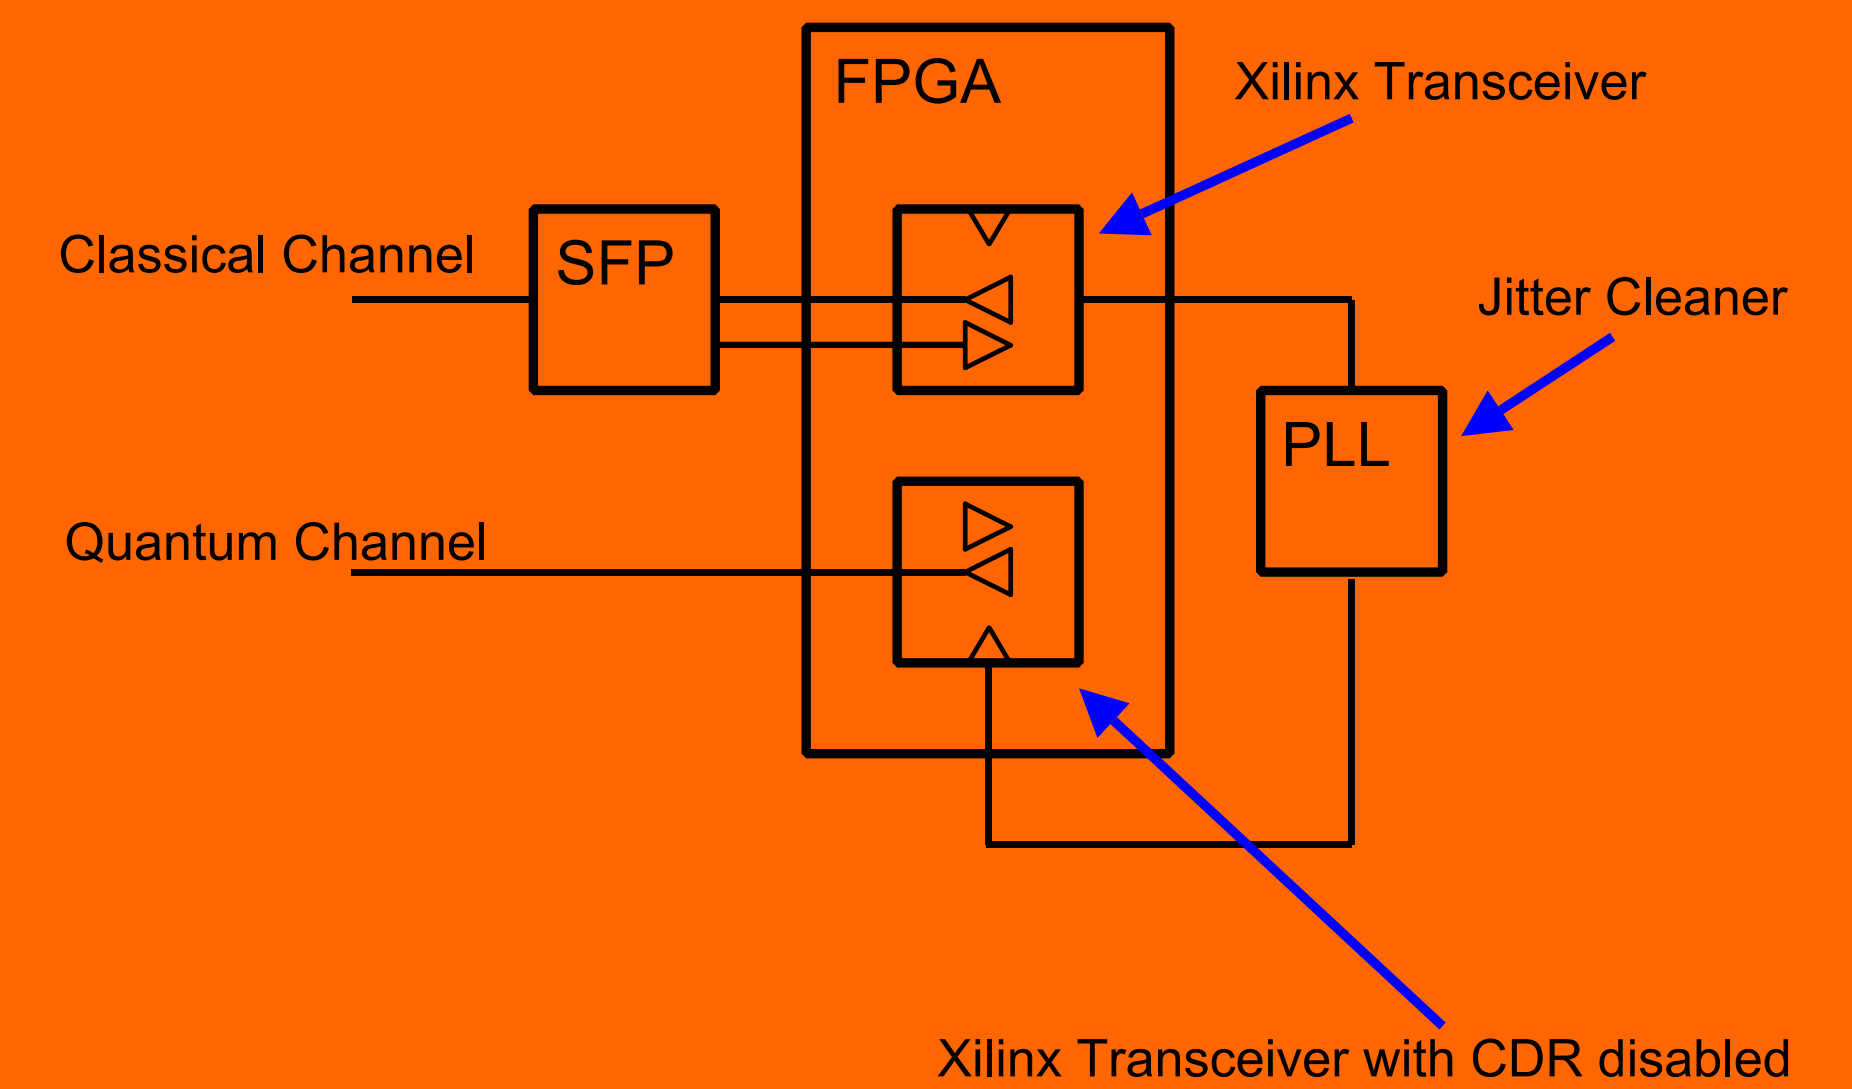 FPGA
Xilinx Transceiver
Classical Channel
SFP
Jitter Cleaner
PLL
Quantum Channel
Xilinx Transceiver with CDR disabled